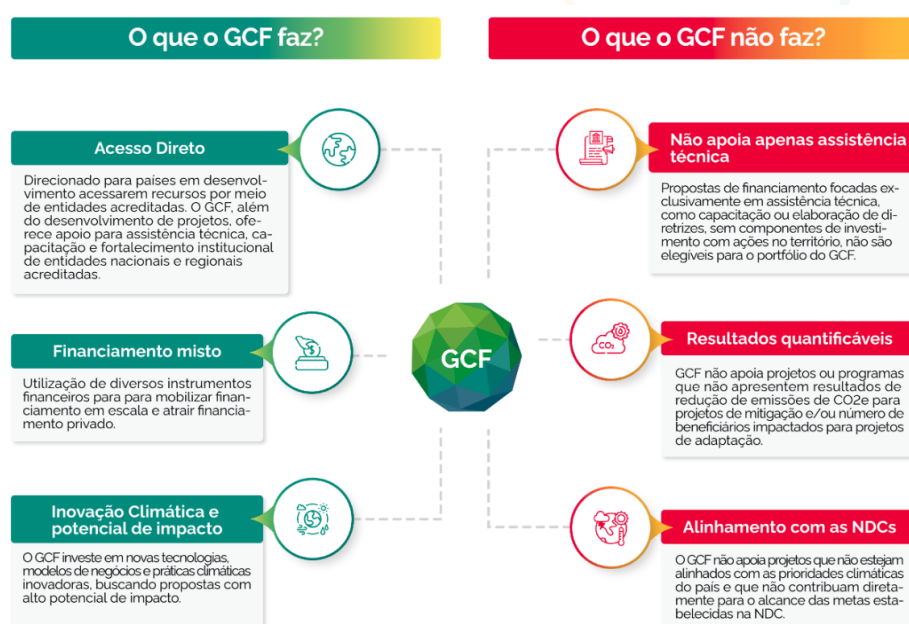 O que o GCF faz?
O que o GCF não faz?
Acesso Direto
Direcionado para países em desenvol-
vimento acessarem recursos por meio
de entidades acreditadas. O GCF, além
do desenvolvimento de projetos, ofe-
rece apoio para assistência técnica, ca-
pacitação e fortalecimento institucional
de entidades nacionais e regionais
acreditadas.
Financiamento misto
Utilização de diversos instrumentos
financeiros para para mobilizar finan-
ciamento em escala e atrair financia-
mento privado.
Inovação Climática e
potencial de impacto
O GCF investe em novas tecnologias,
modelos de negócios e práticas climáticas
inovadoras, buscando propostas com
alto potencial de impacto.
GCF
Não apoia apenas assistência
técnica
Propostas de financiamento focadas ex-
clusivamente em assistência técnica,
como capacitação ou elaboração de di-
retrizes, sem componentes de investi-
mento com ações no território, não são
elegíveis para o portfólio do GCF.
CO₂
Resultados quantificáveis
GCF não apoia projetos ou programas
que não apresentem resultados de
redução de emissões de CO2e para
projetos de mitigação e/ou número de
beneficiários impactados para projetos
de adaptação.
Alinhamento com as NDCs
O GCF não apoia projetos que não estejam
alinhados com as prioridades climáticas
do país e que não contribuam direta-
mente para o alcance das metas esta-
belecidas na NDC.